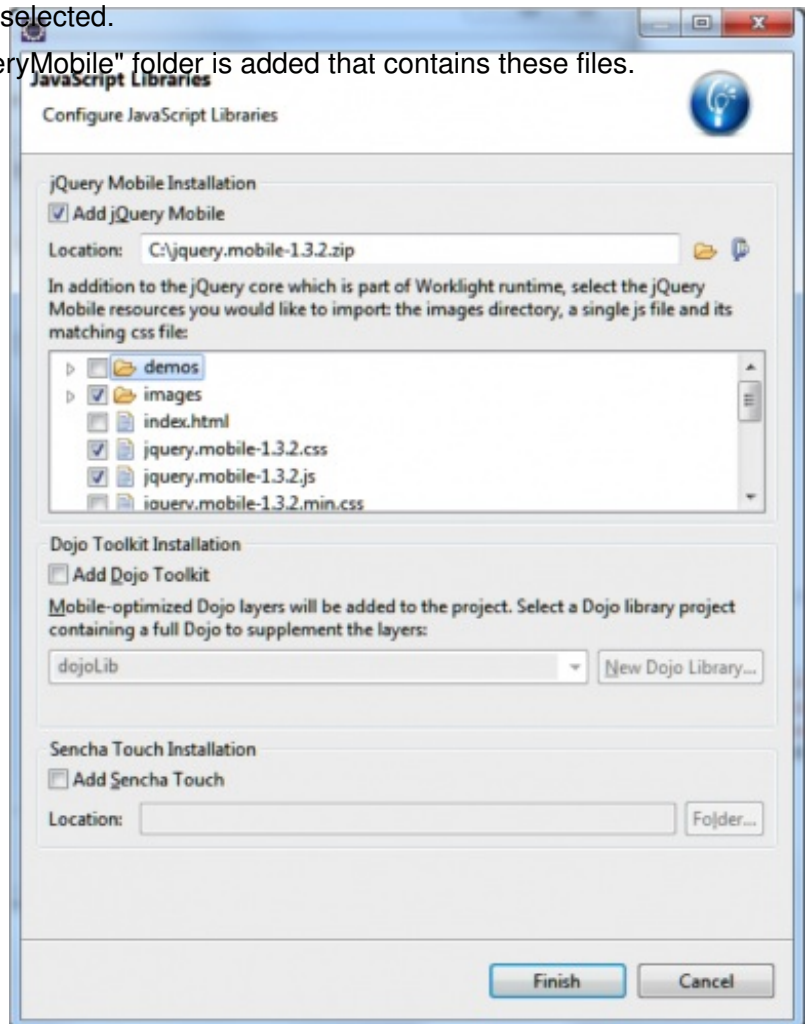 selected.
eryMobile" folder is added that contains these files.
JavaScript Libraries
Configure JavaScript Libraries
jQuery Mobile Installation
Add jQuery Mobile
Location: C:\jquery.mobile-1.3.2.zip
In addition to the jQuery core which is part of Worklight runtime, select the jQuery
Mobile resources you would like to import: the images directory, a single js file and its
matching css file:
demos
images
index.html
jquery.mobile-1.3.2.css
jquery.mobile-1.3.2.js
jquery.mobile-1.3.2.min.css
Dojo Toolkit Installation
Add Dojo Toolkit
Mobile-optimized Dojo layers will be added to the project. Select a Dojo library project
containing a full Dojo to supplement the layers:
dojoLib New Dojo Library...
Sencha Touch Installation
Add Sencha Touch
Location: Folder...
Finish Cancel